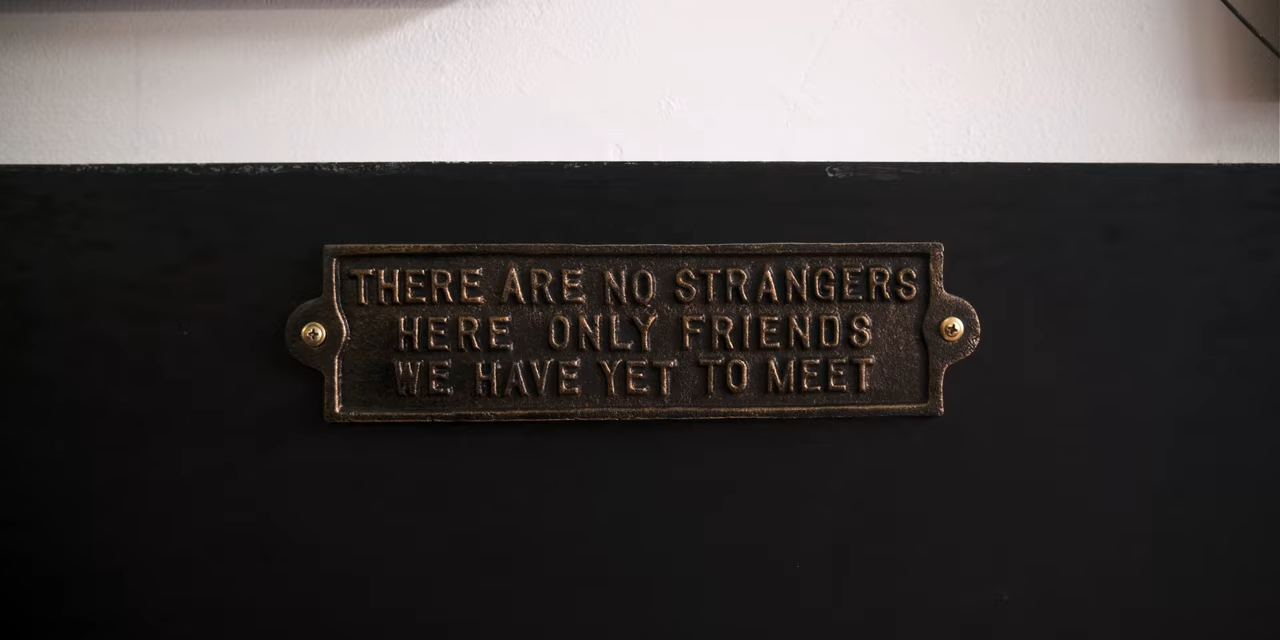 THERE ARE NO STRANGERS
HERE ONLY FRIENDS
WE HAVE YET TO MEET